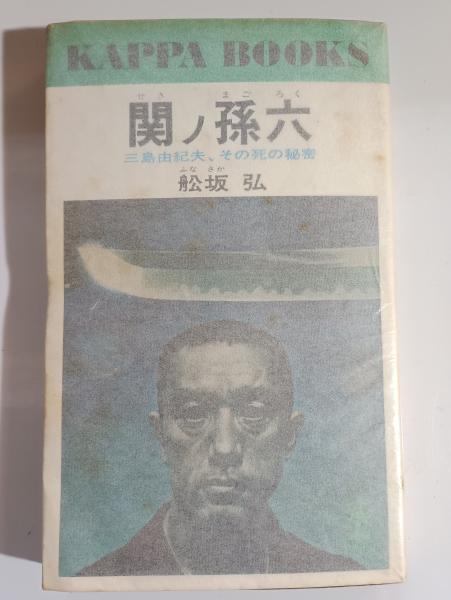 KAPPA BOOKS
せき まごろく
関ノ孫六
三島由紀夫、その死の秘密
ふなさか
舩坂 弘